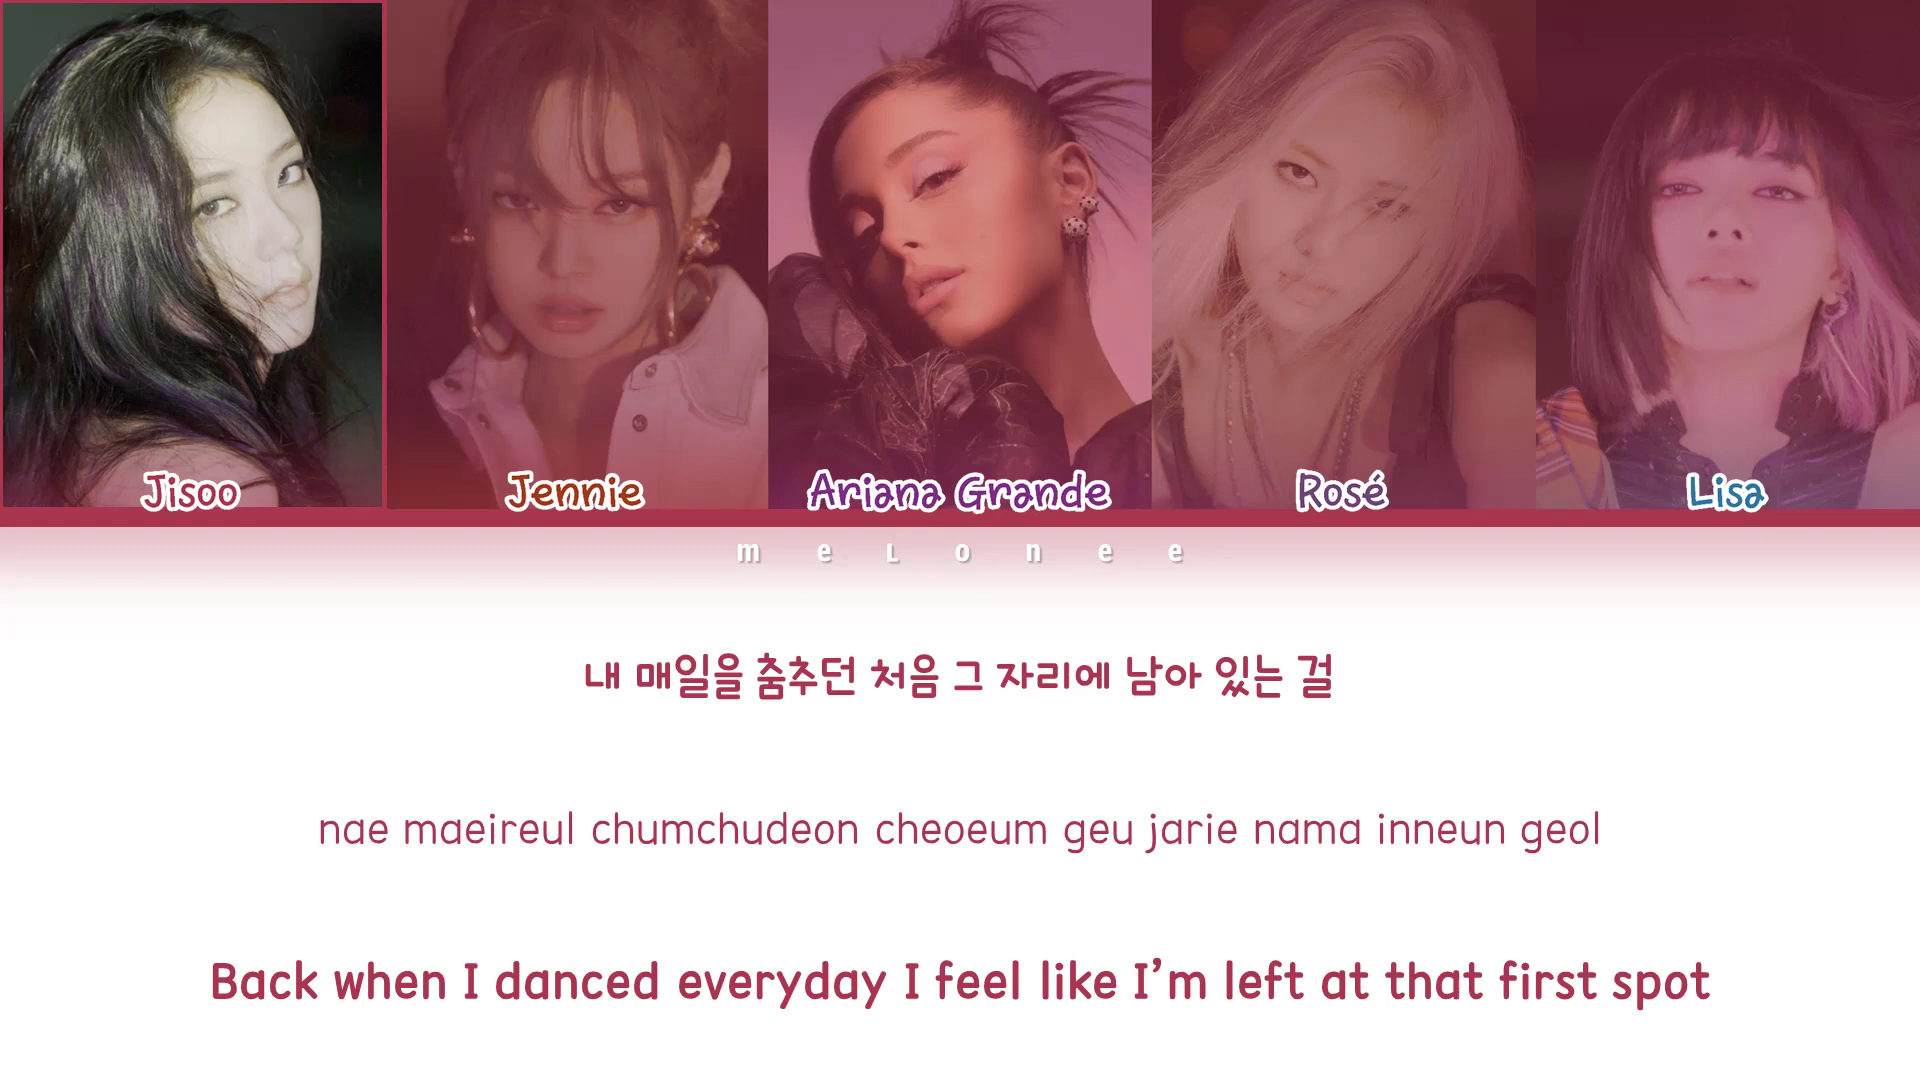 Jisoo
Jennie
Ariana Grande
Rosé
Lisa
meLonee
내 매일을 춤추던 처음 그 자리에 남아 있는 걸
nae maeireul chumchudeon cheoeum geu jarie nama inneun geol
Back when I danced everyday I feel like I’m left at that first spot